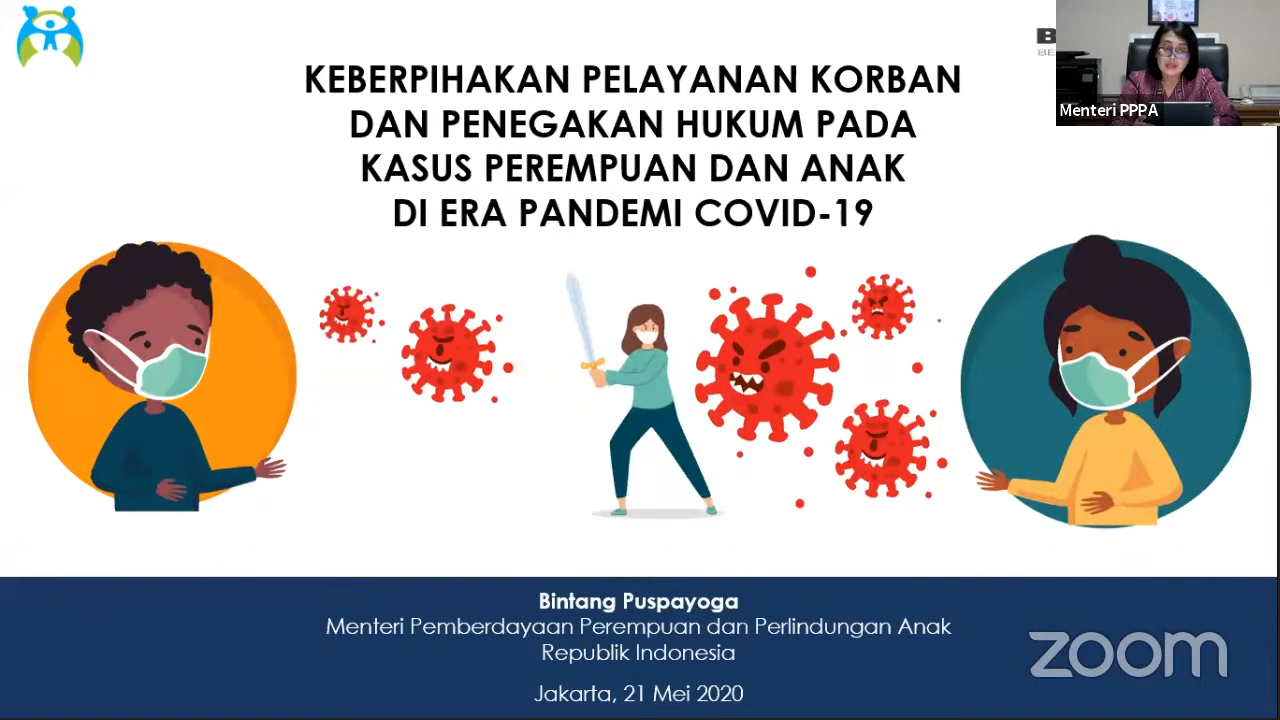 KEBERPIHAKAN PELAYANAN KORBAN
DAN PENEGAKAN HUKUM PADA
KASUS PEREMPUAN DAN ANAK
DI ERA PANDEMI COVID-19
Menteri PPPA
Bintang Puspayoga
Menteri Pemberdayaan Perempuan dan Perlindungan Anak
Republik Indonesia
Jakarta, 21 Mei 2020
zoom